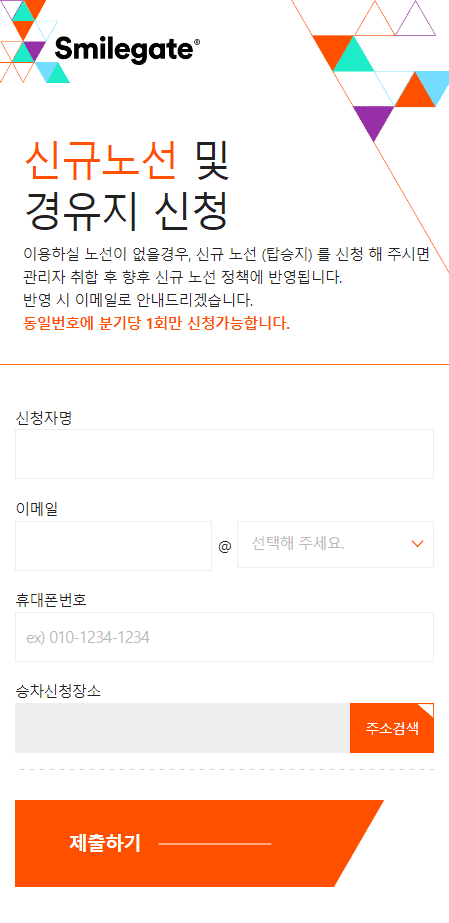 Smilegate®
신규노선 및
경유지 신청
이용하실 노선이 없을경우, 신규 노선 (탑승지) 를 신청 해 주시면
관리자 취합 후 향후 신규 노선 정책에 반영됩니다.
반영 시 이메일로 안내드리겠습니다.
동일번호에 분기당 1회만 신청가능합니다.
신청자명
이메일
@ 선택해 주세요.
휴대폰번호
ex) 010-1234-1234
승차신청장소
주소검색
제출하기